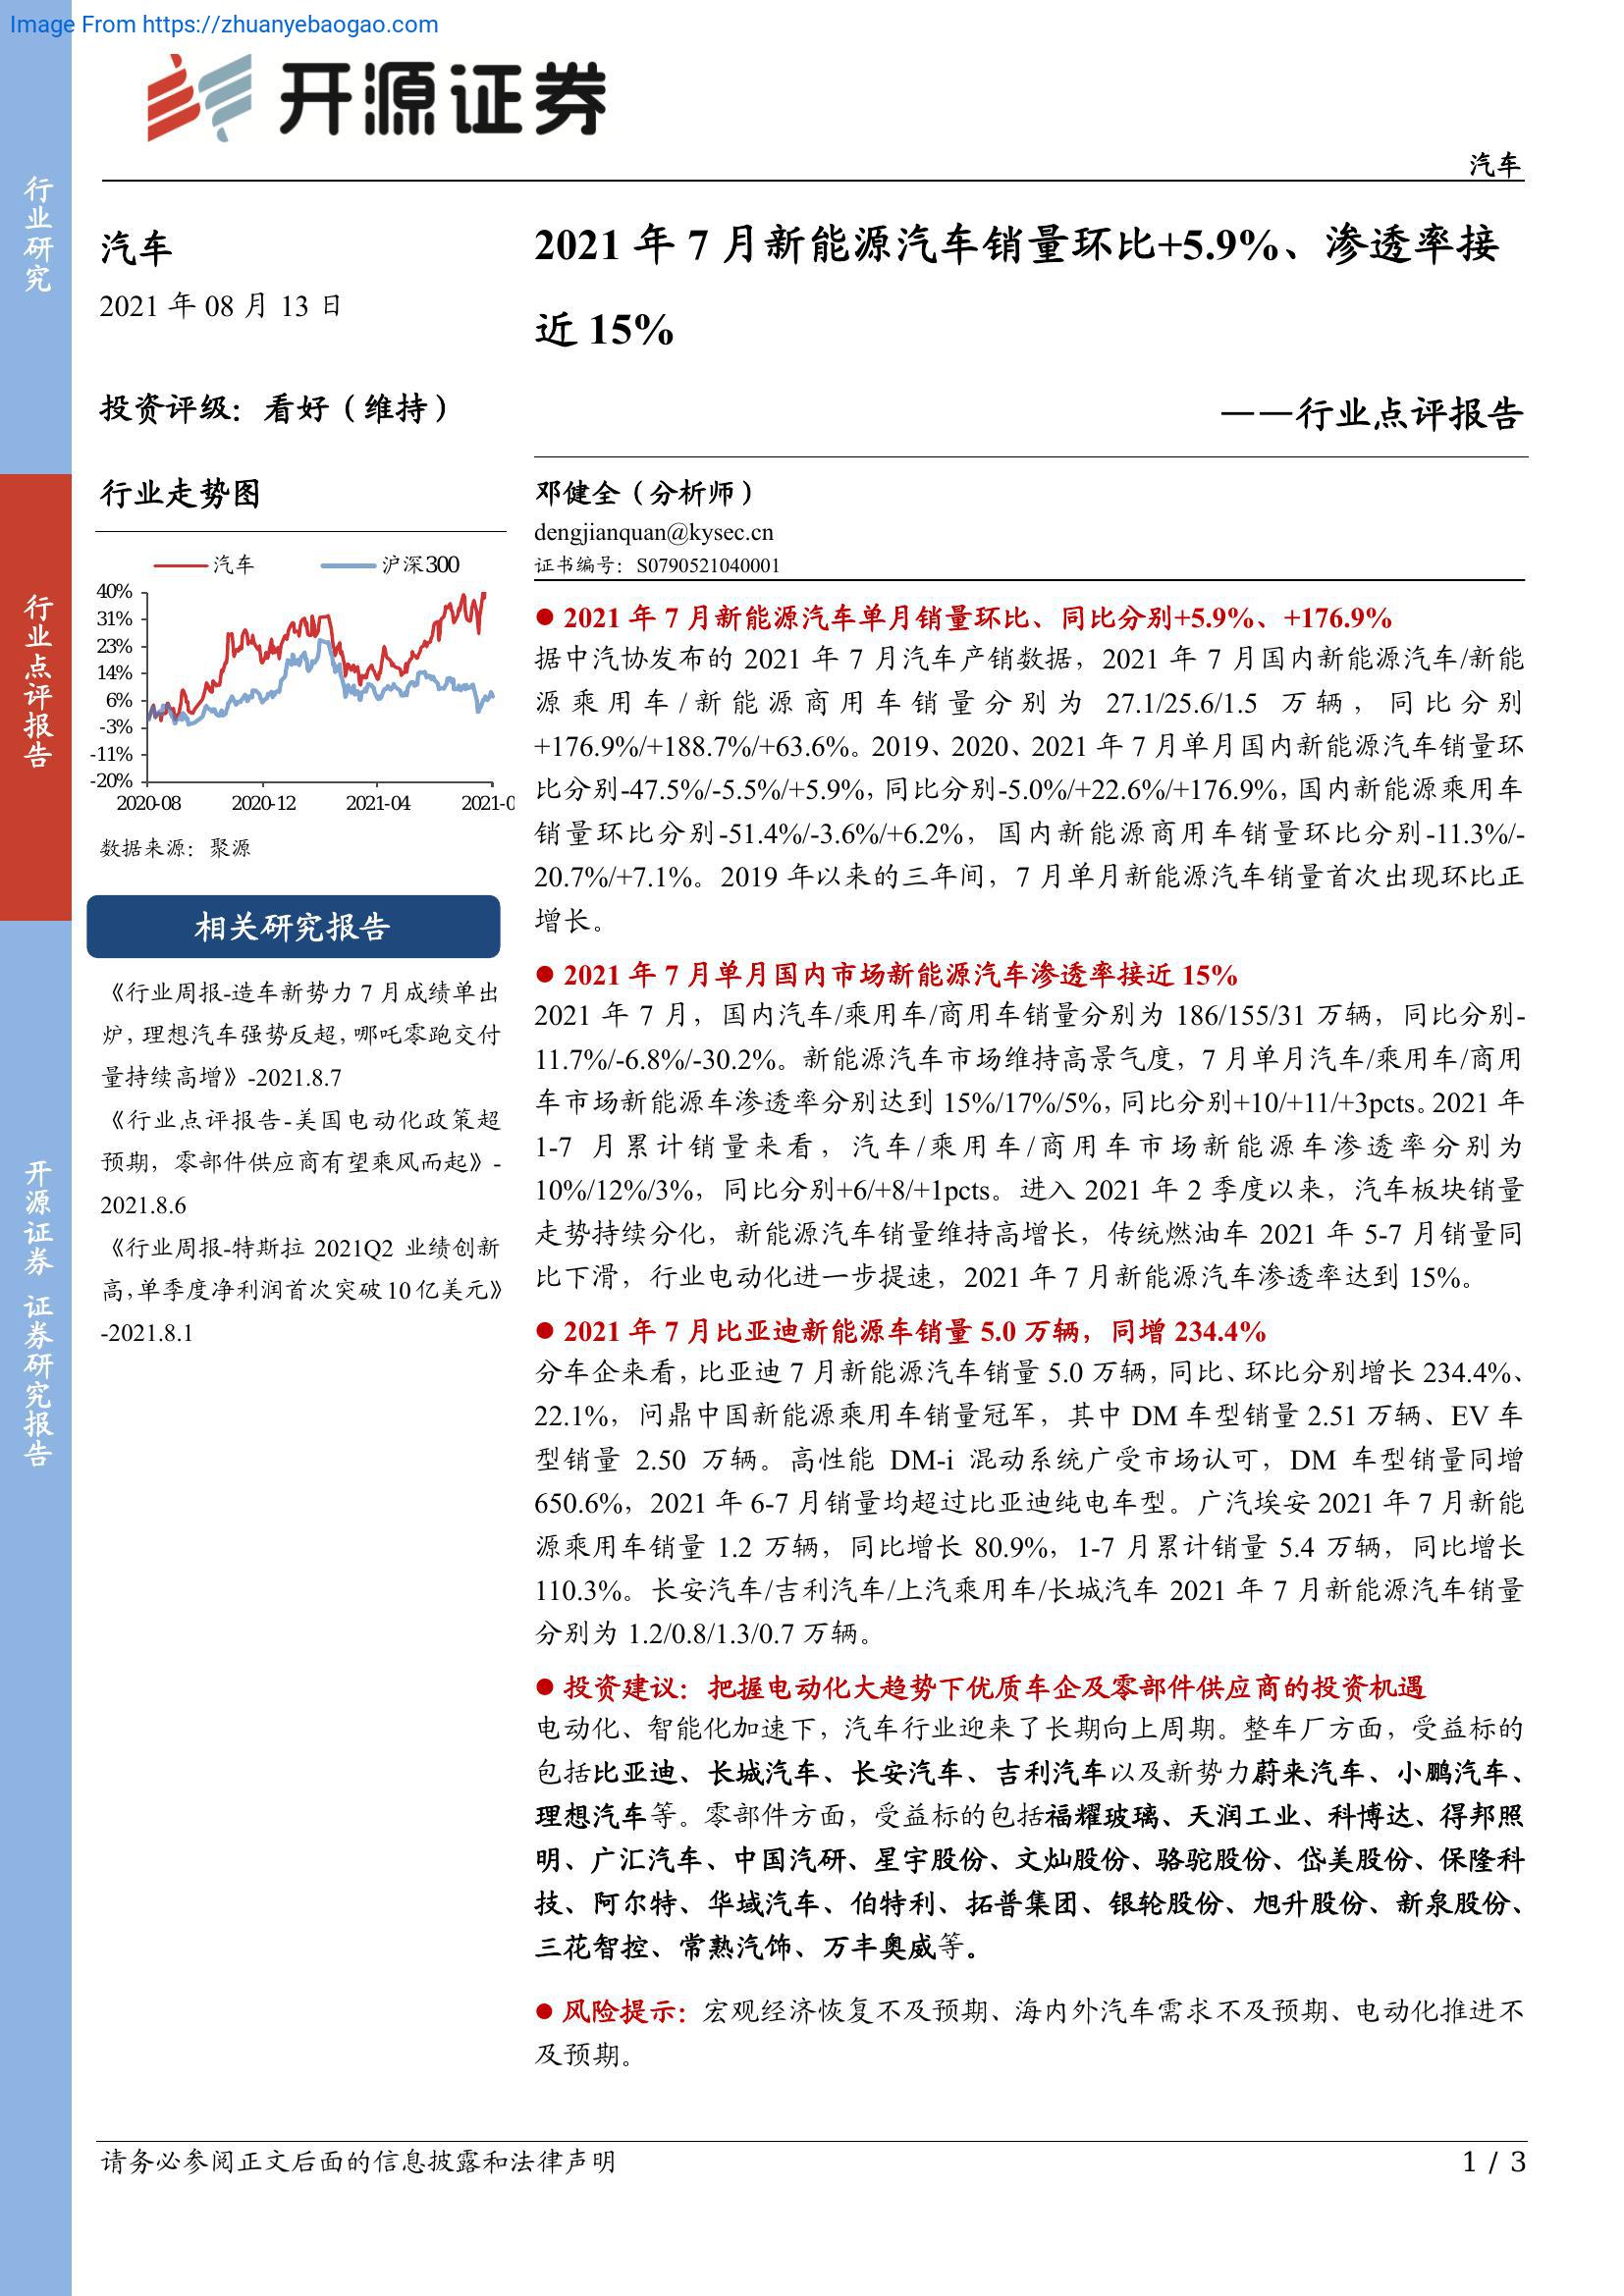 Image From https://zhuanyebaogao.com
开源证券
汽车
行业研究
行业点评报告
开源证券 证券研究报告
汽车
2021 年 08 月 13 日
投资评级：看好（维持）
行业走势图
汽车 沪深300
40%
31%
23%
14%
6%
-3%
-11%
-20%
2020-08 2020-12 2021-04 2021-0
数据来源：聚源
相关研究报告
《行业周报-造车新势力 7 月成绩单出
炉，理想汽车强势反超，哪吒零跑交付
量持续高增》-2021.8.7
《行业点评报告-美国电动化政策超
预期，零部件供应商有望乘风而起》-
2021.8.6
《行业周报-特斯拉 2021Q2 业绩创新
高，单季度净利润首次突破 10 亿美元》
-2021.8.1
2021 年 7 月新能源汽车销量环比+5.9%、渗透率接
近 15%
——行业点评报告
邓健全（分析师）
dengjianquan@kysec.cn
证书编号：S0790521040001
● 2021 年 7 月新能源汽车单月销量环比、同比分别+5.9%、+176.9%
据中汽协发布的 2021 年 7 月汽车产销数据，2021 年 7 月国内新能源汽车/新能
源乘用车/新能源商用车销量分别为 27.1/25.6/1.5 万辆，同比分别
+176.9%/+188.7%/+63.6%。2019、2020、2021 年 7 月单月国内新能源汽车销量环
比分别-47.5%/-5.5%/+5.9%，同比分别-5.0%/+22.6%/+176.9%，国内新能源乘用车
销量环比分别-51.4%/-3.6%/+6.2%，国内新能源商用车销量环比分别-11.3%/-
20.7%/+7.1%。2019 年以来的三年间，7 月单月新能源汽车销量首次出现环比正
增长。
● 2021 年 7 月单月国内市场新能源汽车渗透率接近 15%
2021 年 7 月，国内汽车/乘用车/商用车销量分别为 186/155/31 万辆，同比分别-
11.7%/-6.8%/-30.2%。新能源汽车市场维持高景气度，7 月单月汽车/乘用车/商用
车市场新能源车渗透率分别达到 15%/17%/5%，同比分别+10/+11/+3pcts。2021 年
1-7 月累计销量来看，汽车/乘用车/商用车市场新能源车渗透率分别为
10%/12%/3%，同比分别+6/+8/+1pcts。进入 2021 年 2 季度以来，汽车板块销量
走势持续分化，新能源汽车销量维持高增长，传统燃油车 2021 年 5-7 月销量同
比下滑，行业电动化进一步提速，2021 年 7 月新能源汽车渗透率达到 15%。
● 2021 年 7 月比亚迪新能源车销量 5.0 万辆，同增 234.4%
分车企来看，比亚迪 7 月新能源汽车销量 5.0 万辆，同比、环比分别增长 234.4%、
22.1%，问鼎中国新能源乘用车销量冠军，其中 DM 车型销量 2.51 万辆、EV 车
型销量 2.50 万辆。高性能 DM-i 混动系统广受市场认可，DM 车型销量同增
650.6%，2021 年 6-7 月销量均超过比亚迪纯电车型。广汽埃安 2021 年 7 月新能
源乘用车销量 1.2 万辆，同比增长 80.9%，1-7 月累计销量 5.4 万辆，同比增长
110.3%。长安汽车/吉利汽车/上汽乘用车/长城汽车 2021 年 7 月新能源汽车销量
分别为 1.2/0.8/1.3/0.7 万辆。
● 投资建议：把握电动化大趋势下优质车企及零部件供应商的投资机遇
电动化、智能化加速下，汽车行业迎来了长期向上周期。整车厂方面，受益标的
包括比亚迪、长城汽车、长安汽车、吉利汽车以及新势力蔚来汽车、小鹏汽车、
理想汽车等。零部件方面，受益标的包括福耀玻璃、天润工业、科博达、得邦照
明、广汇汽车、中国汽研、星宇股份、文灿股份、骆驼股份、岱美股份、保隆科
技、阿尔特、华域汽车、伯特利、拓普集团、银轮股份、旭升股份、新泉股份、
三花智控、常熟汽饰、万丰奥威等。
● 风险提示：宏观经济恢复不及预期、海内外汽车需求不及预期、电动化推进不
及预期。
请务必参阅正文后面的信息披露和法律声明
1 / 3